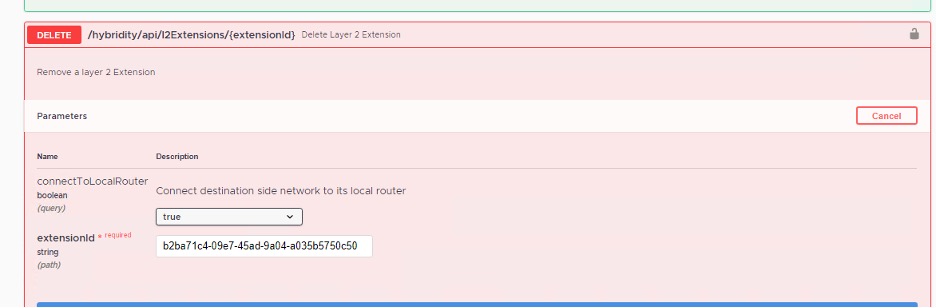 DELETE /hybridity/api/l2Extensions/{extensionId} Delete Layer 2 Extension
Remove a layer 2 Extension
Parameters
Cancel
Name Description
connectToLocalRouter
boolean
(query)
Connect destination side network to its local router
true
extensionId * required
string
(path)
b2ba71c4-09e7-45ad-9a04-a035b5750c50